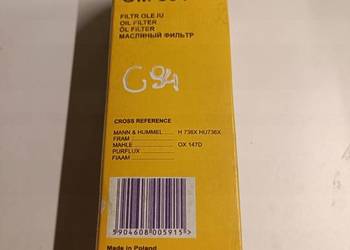 FILTR OLEJU
OIL FILTER
ÖL FILTER
МАСЛЯНЫЙ ФИЛЬТР
G94
CROSS REFERENCE
MANN & HUMMEL ..... H 736X HU736X
FRAM .....
MAHLE ..... OX 147D
PURFLUX .....
FIAAM .....
5904608005915
Made in Poland